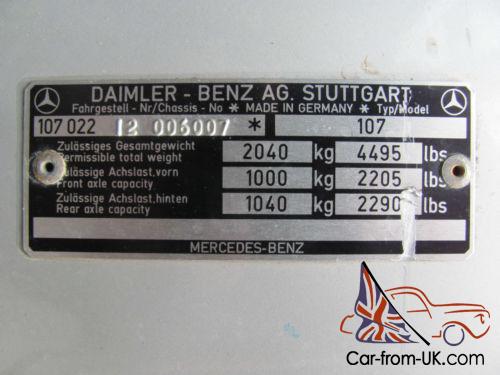 DAIMLER - BENZ AG. STUTTGART
Fahrgestell - Nr/Chassis - No * MADE IN GERMANY * Typ/Model
107 022 12 006007 * 107
Zulässiges Gesamtgewicht
Permissible total weight
2040 kg 4495 lbs
Zulässige Achslast,vorn
Front axle capacity
1000 kg 2205 lbs
Zulässige Achslast,hinten
Rear axle capacity
1040 kg 2290 lbs
MERCEDES-BENZ
Car-from-UK.com